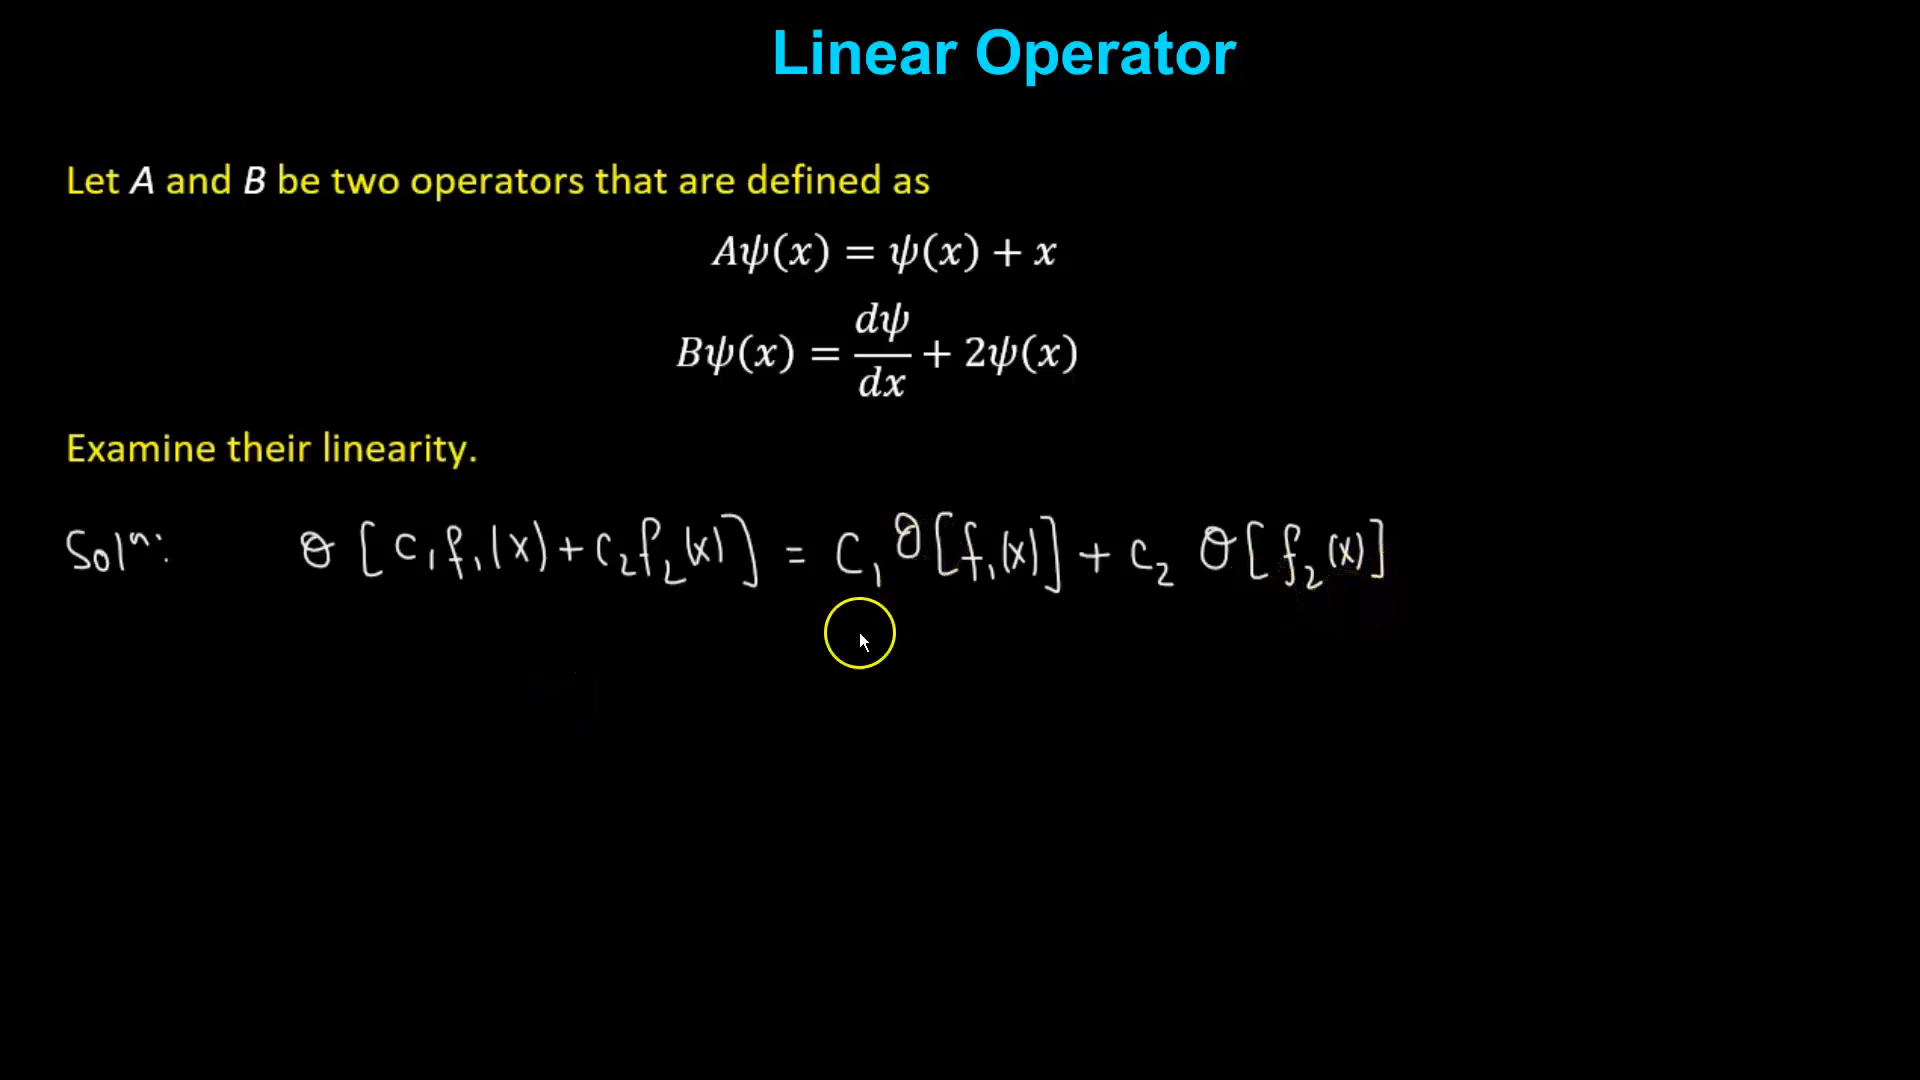 Linear Operator
Let A and B be two operators that are defined as
Aψ(x) = ψ(x) + x
Bψ(x) = dψ/dx + 2ψ(x)
Examine their linearity.
Solⁿ: O [c₁f₁(x) + c₂f₂(x)] = c₁ O[f₁(x)] + c₂ O[f₂(x)]